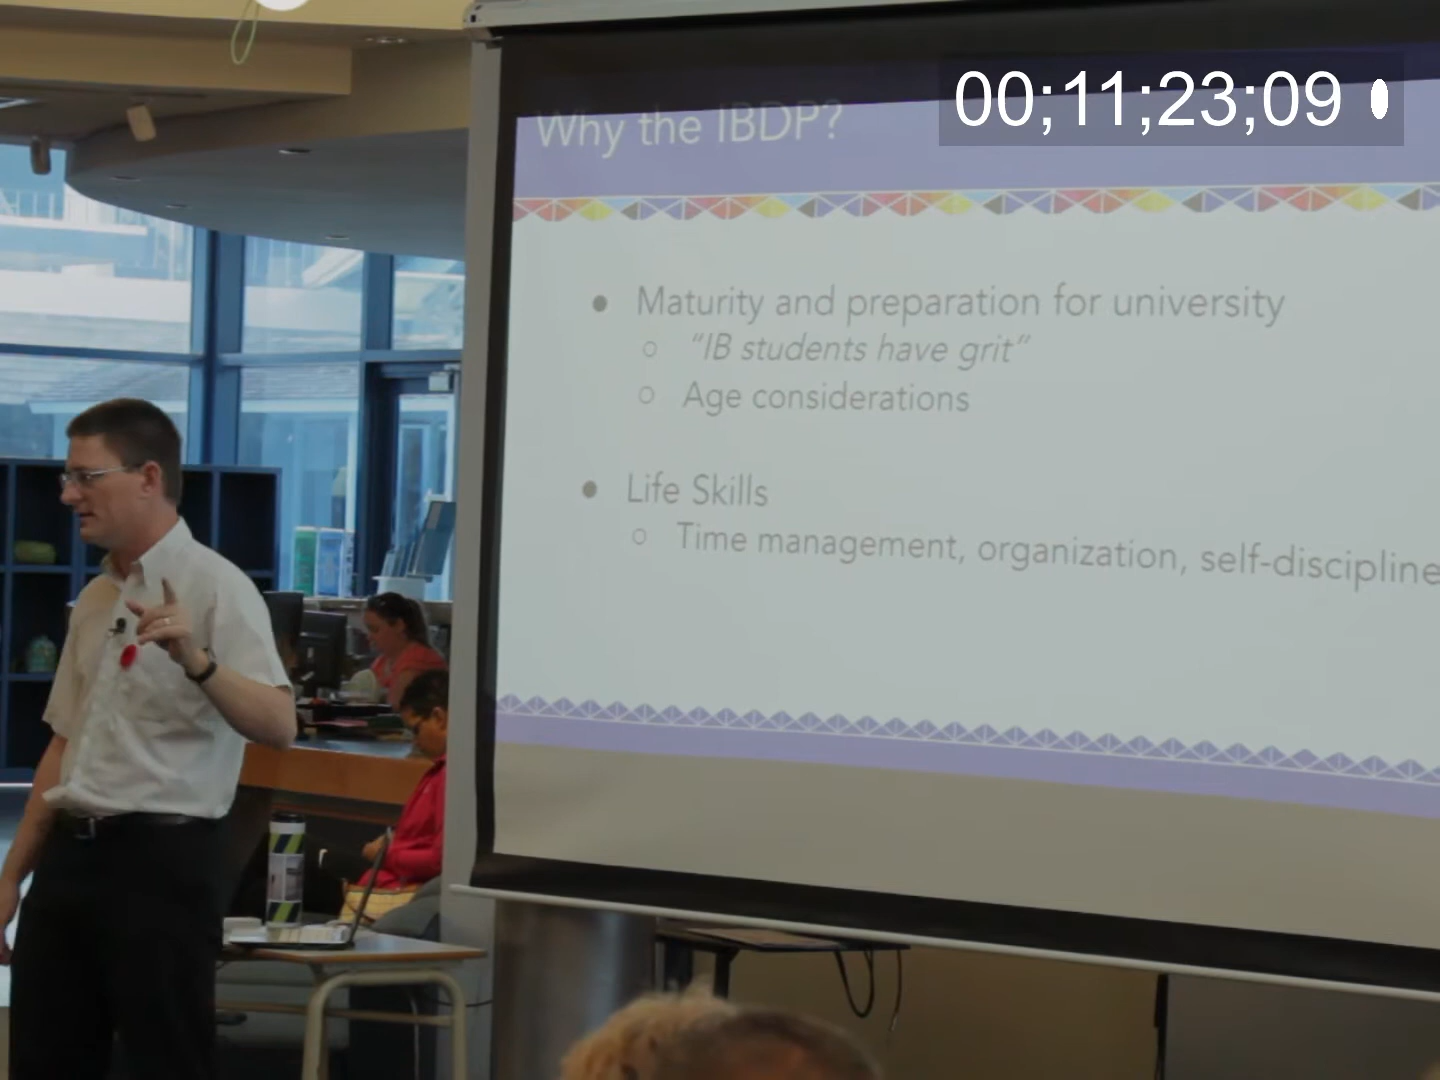 00;11;23;09
Why the IBDP?
● Maturity and preparation for university
○ "IB students have grit"
○ Age considerations
● Life Skills
○ Time management, organization, self-discipline